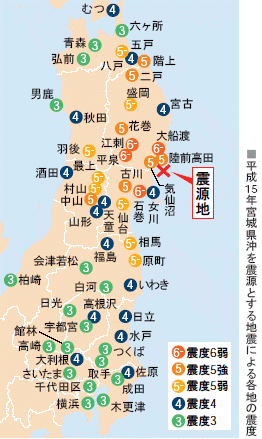 むつ
六ヶ所
青森
五戸
弘前
八戸
階上
二戸
男鹿
盛岡
宮古
秋田
花巻
大船渡
江刺
羽後
平泉
陸前高田
最上
古川
酒田
気仙沼
震源地
村山
中山
石巻
女川
仙台
天童
山形
相馬
福島
原町
会津若松
柏崎
白河
いわき
日光
高根沢
日立
館林
宇都宮
水戸
高崎
つくば
大利根
佐原
さいたま
取手
成田
千代田区
横浜
木更津
6- 震度6弱
5 震度5強
5- 震度5弱
4 震度4
3 震度3
■平成15年宮城県沖を震源とする地震による各地の震度